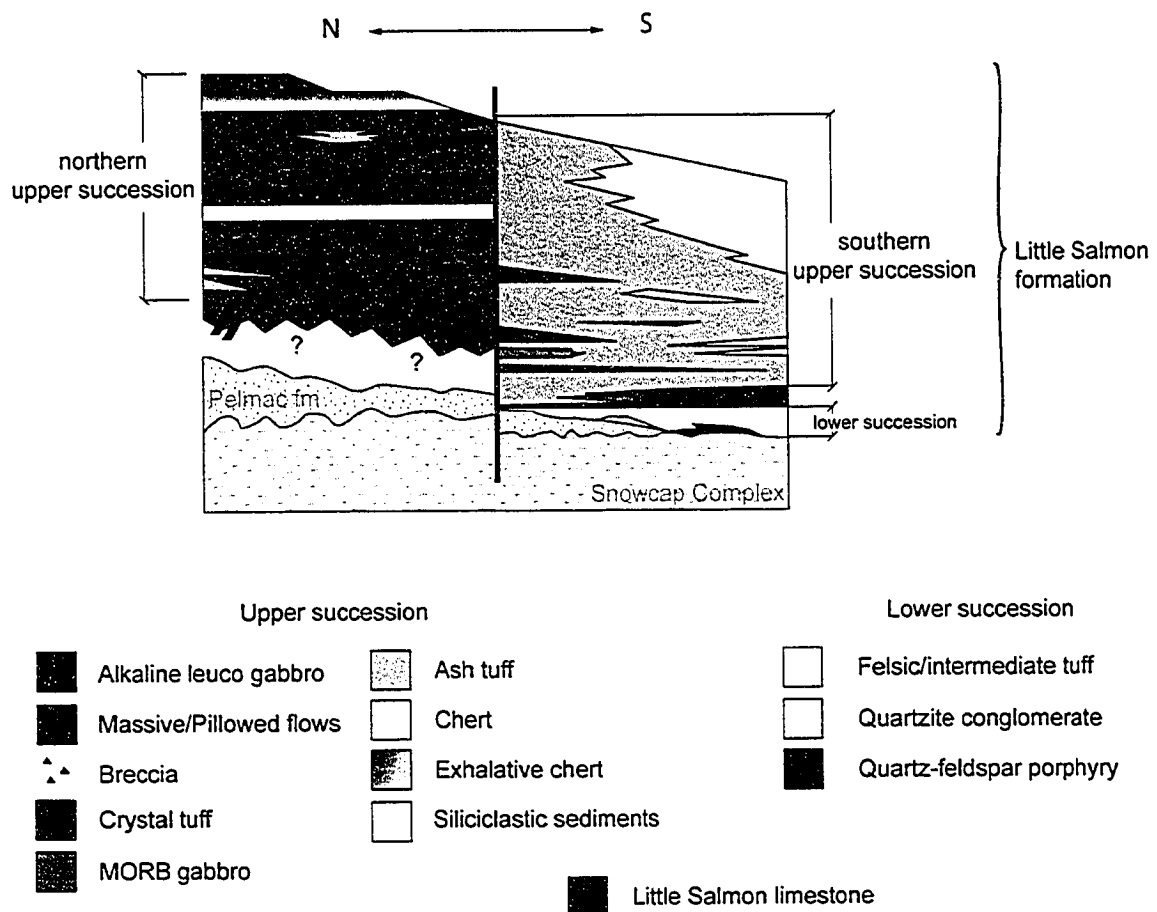 N S
northern
upper succession
southern
upper succession
Little Salmon
formation
? ?
Pelmac fm
lower succession
Snowcap Complex
Upper succession
Alkaline leuco gabbro
Massive/Pillowed flows
Breccia
Crystal tuff
MORB gabbro
Ash tuff
Chert
Exhalative chert
Siliciclastic sediments
Lower succession
Felsic/intermediate tuff
Quartzite conglomerate
Quartz-feldspar porphyry
Little Salmon limestone